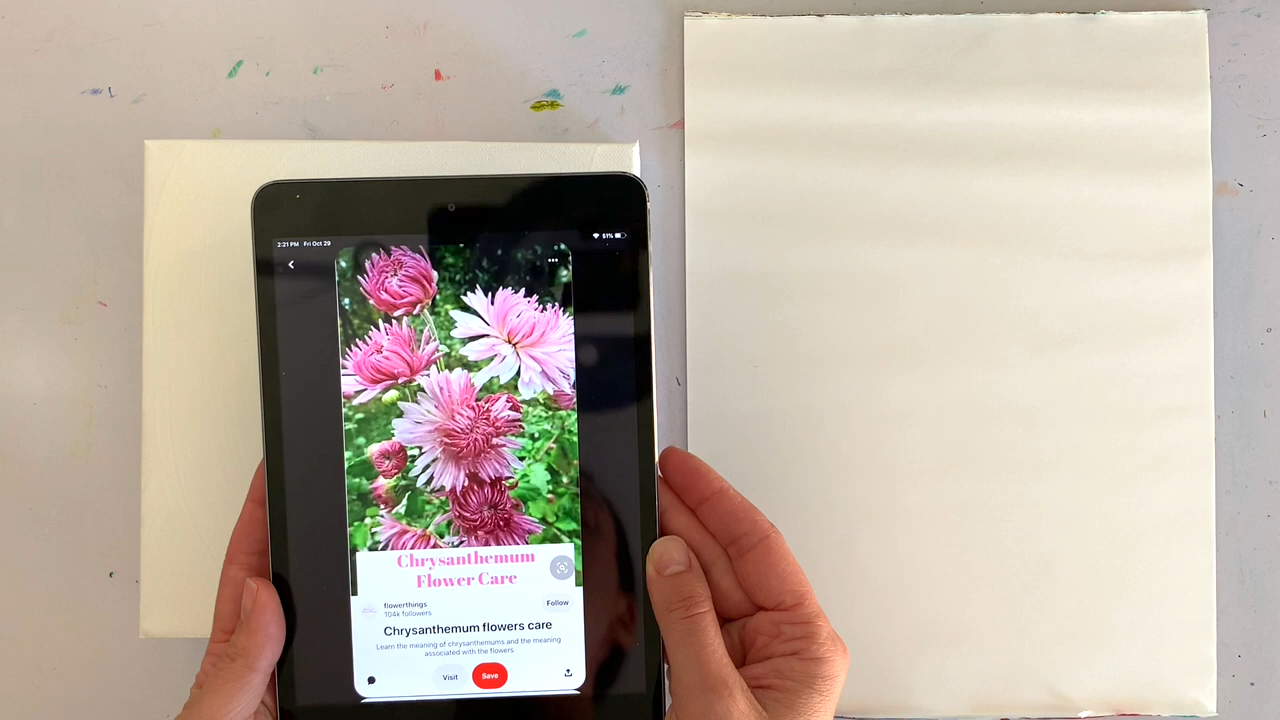 2:21 PM Fri Oct 29
51%
Chrysanthemum
Flower Care
flowerthings
104k followers
Follow
Chrysanthemum flowers care
Learn the meaning of chrysanthemums and the meaning
associated with the flowers
Visit
Save